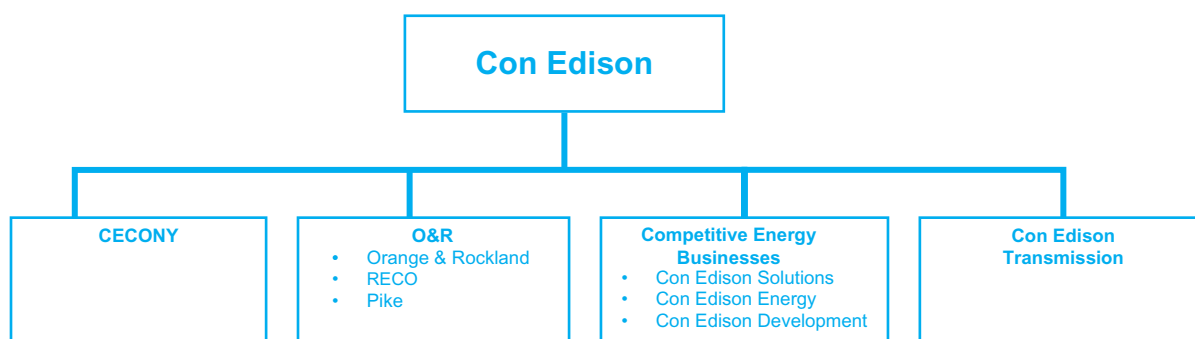 Con Edison
CECONY
O&R
• Orange & Rockland
• RECO
• Pike
Competitive Energy
Businesses
• Con Edison Solutions
• Con Edison Energy
• Con Edison Development
Con Edison
Transmission